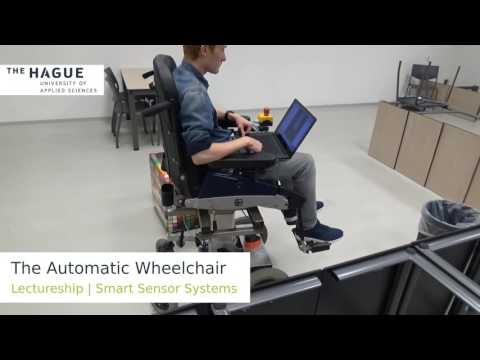 THE HAGUE
UNIVERSITY OF
APPLIED SCIENCES
The Automatic Wheelchair
Lectureship | Smart Sensor Systems